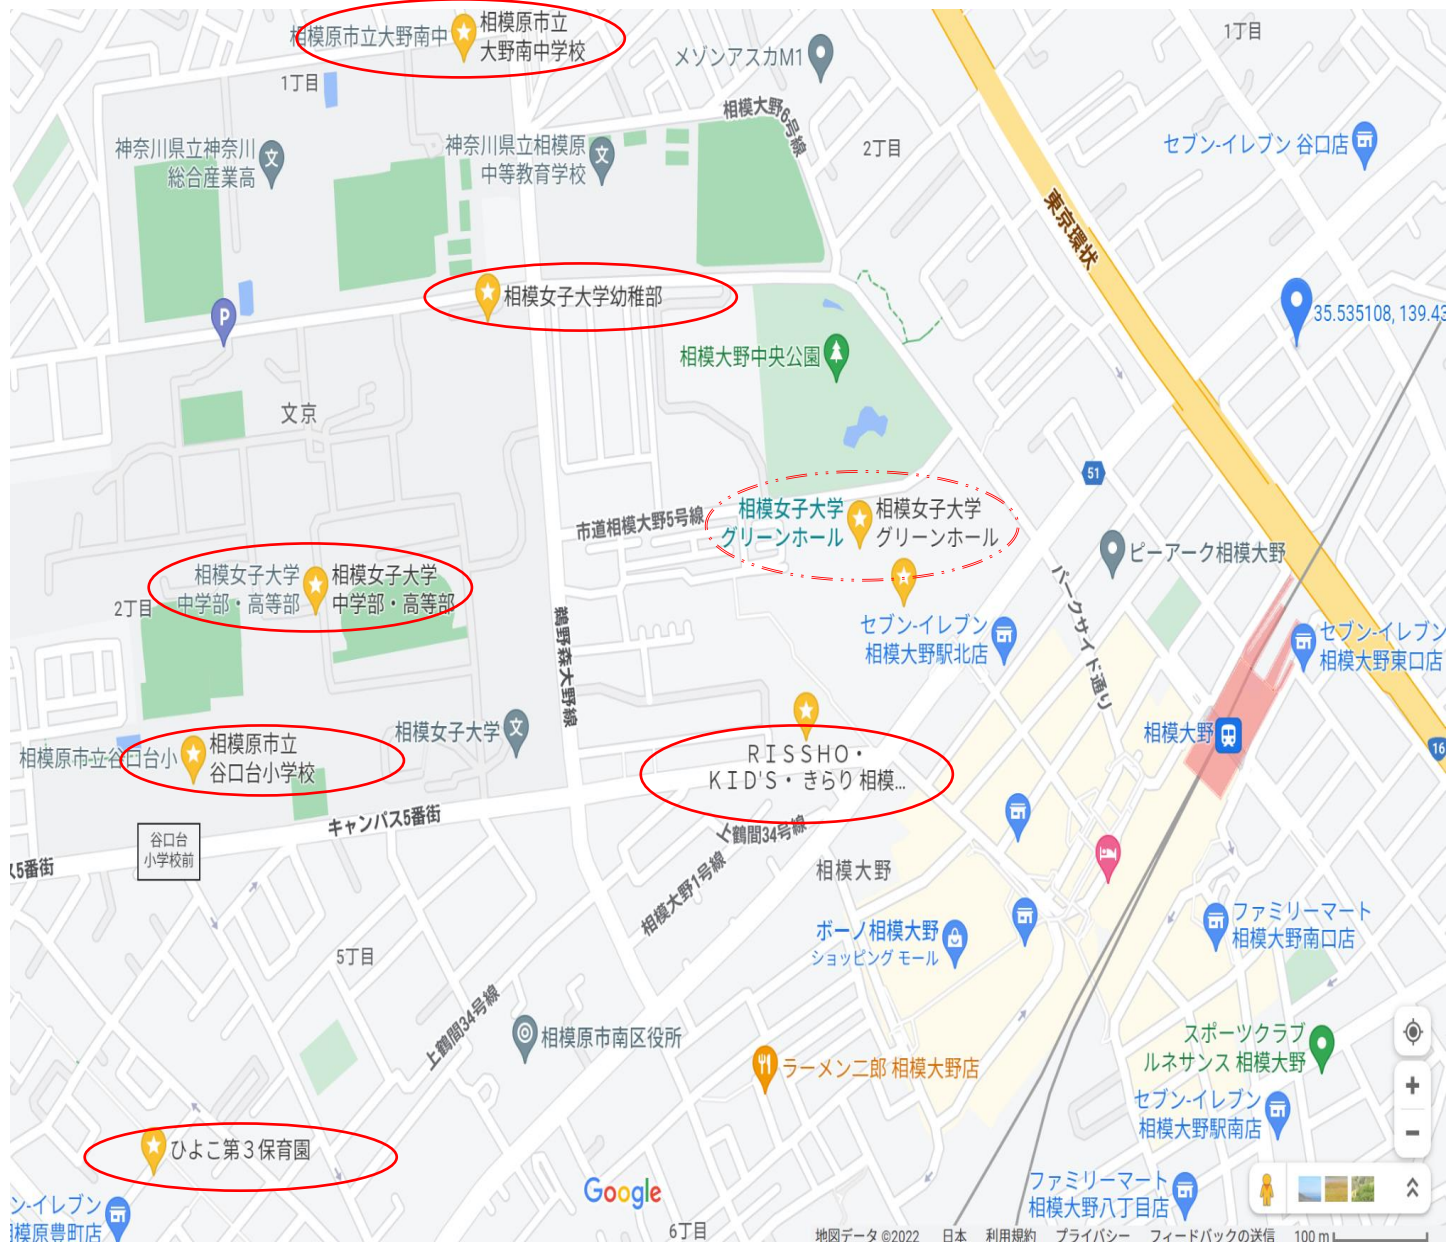 相模原市立大野南中
相模原市立
大野南中学校
1丁目
メゾンアスカM1
1丁目
相模大野6号線
神奈川県立神奈川
総合産業高
神奈川県立相模原
中等教育学校
2丁目
セブン-イレブン 谷口店
東京環状
P
相模女子大学幼稚部
35.535108, 139.43
相模大野中央公園
文京
51
市道相模大野5号線
相模女子大学
グリーンホール
相模女子大学
グリーンホール
ピーアーク相模大野
相模女子大学
中学部・高等部
相模女子大学
中学部・高等部
2丁目
鵜野森大野線
パークサイド通り
セブン-イレブン
相模大野駅北店
セブン-イレブン
相模大野東口店
相模原市立谷口台小
相模原市立
谷口台小学校
相模女子大学
RISSHO・
KID'S・きらり 相模...
相模大野
16
キャンパス5番街
谷口台
小学校前
ス5番街
上鶴間34号線
相模大野1号線
相模大野
ボーノ相模大野
ショッピング モール
ファミリーマート
相模大野南口店
5丁目
上鶴間34号線
相模原市南区役所
ラーメン二郎 相模大野店
スポーツクラブ
ルネサンス 相模大野
セブン-イレブン
相模大野駅南店
ひよこ第3保育園
Google
ファミリーマート
相模大野八丁目店
ン-イレブン
相模原豊町店
6丁目
地図データ ©2022 日本 利用規約 プライバシー フィードバックの送信 100 m